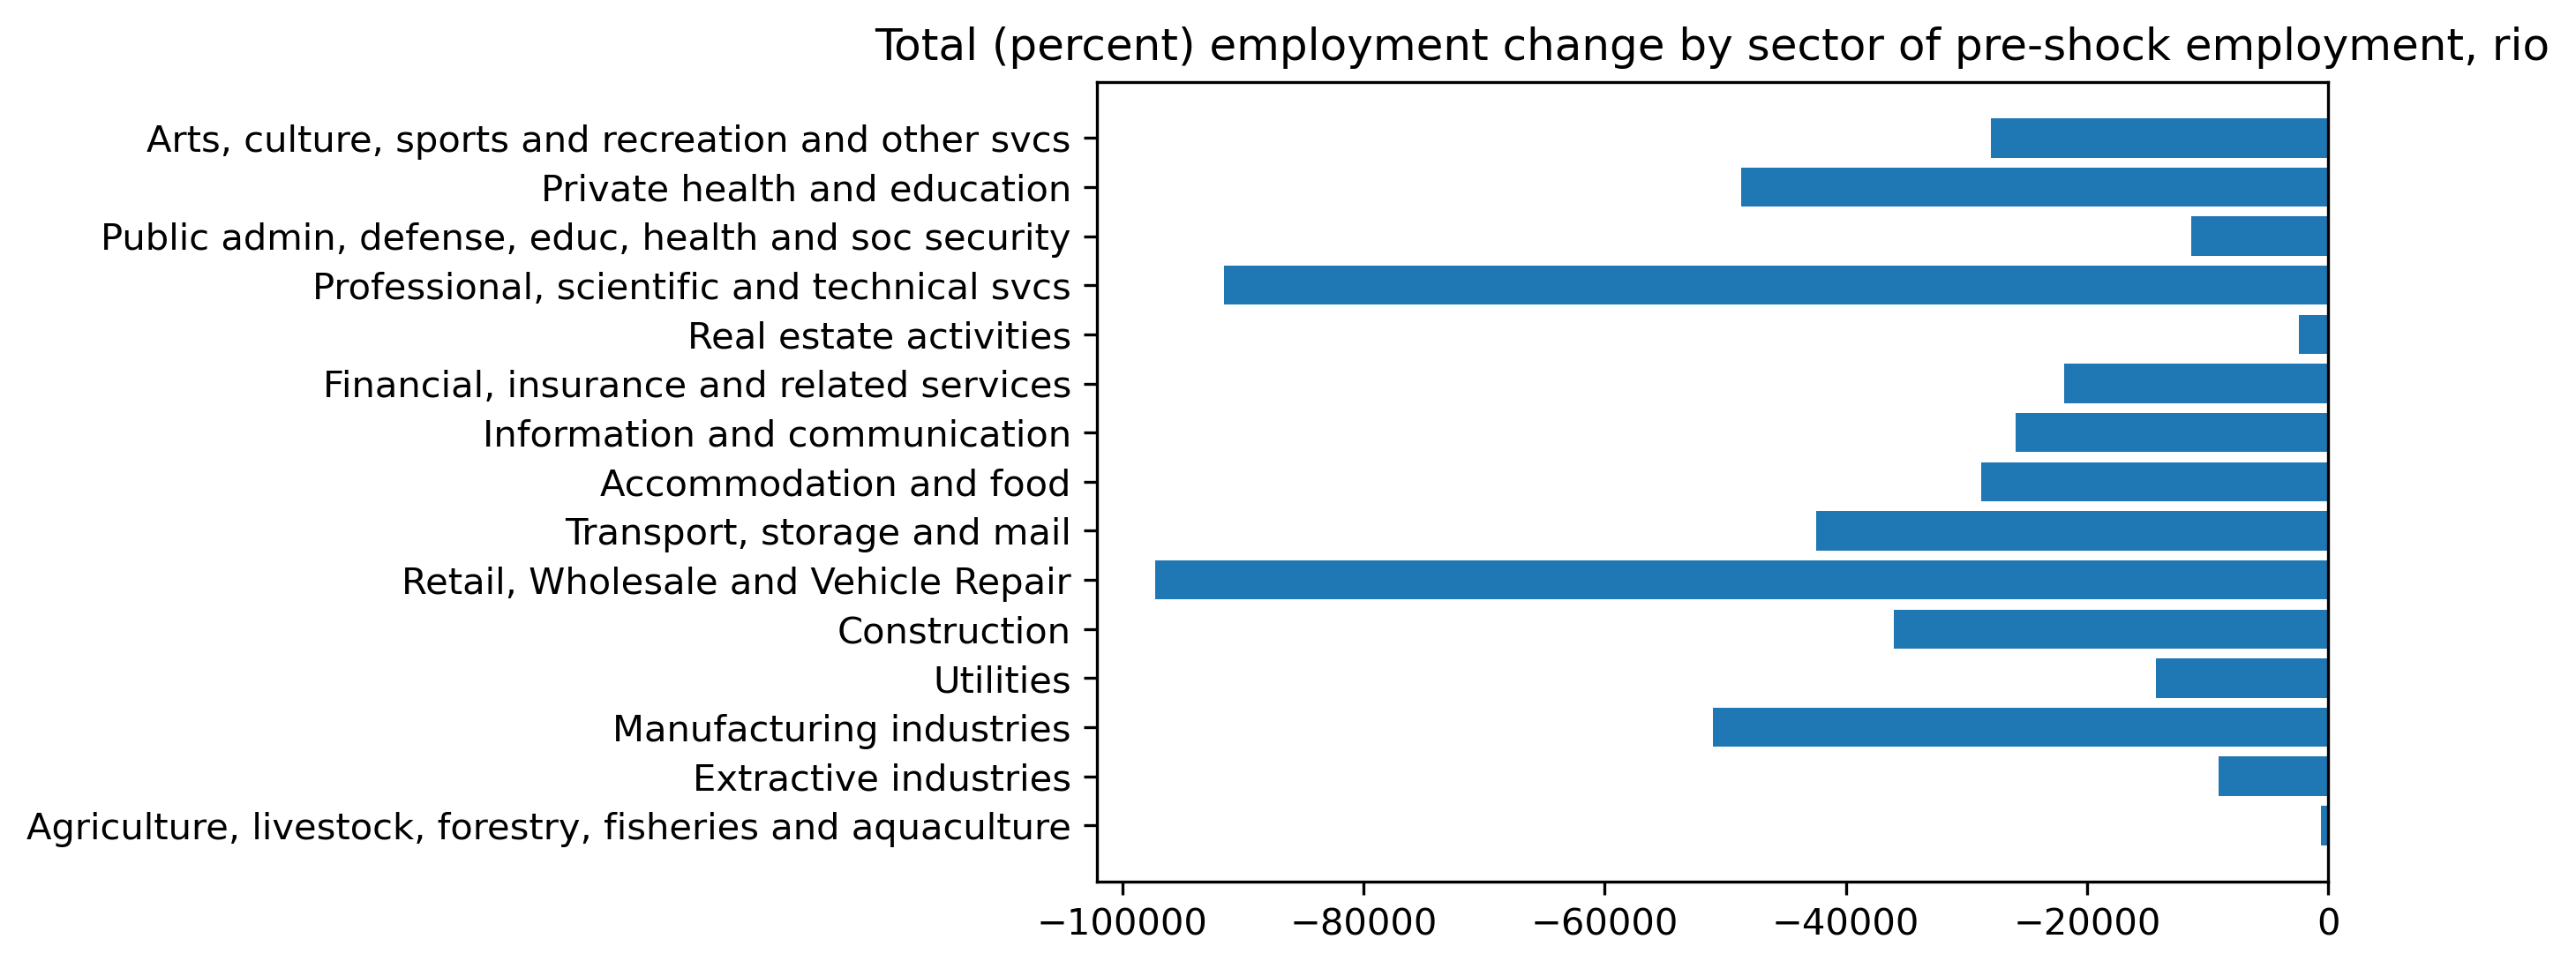 Total (percent) employment change by sector of pre-shock employment, rio
Arts, culture, sports and recreation and other svcs
Private health and education
Public admin, defense, educ, health and soc security
Professional, scientific and technical svcs
Real estate activities
Financial, insurance and related services
Information and communication
Accommodation and food
Transport, storage and mail
Retail, Wholesale and Vehicle Repair
Construction
Utilities
Manufacturing industries
Extractive industries
Agriculture, livestock, forestry, fisheries and aquaculture
−100000 −80000 −60000 −40000 −20000 0